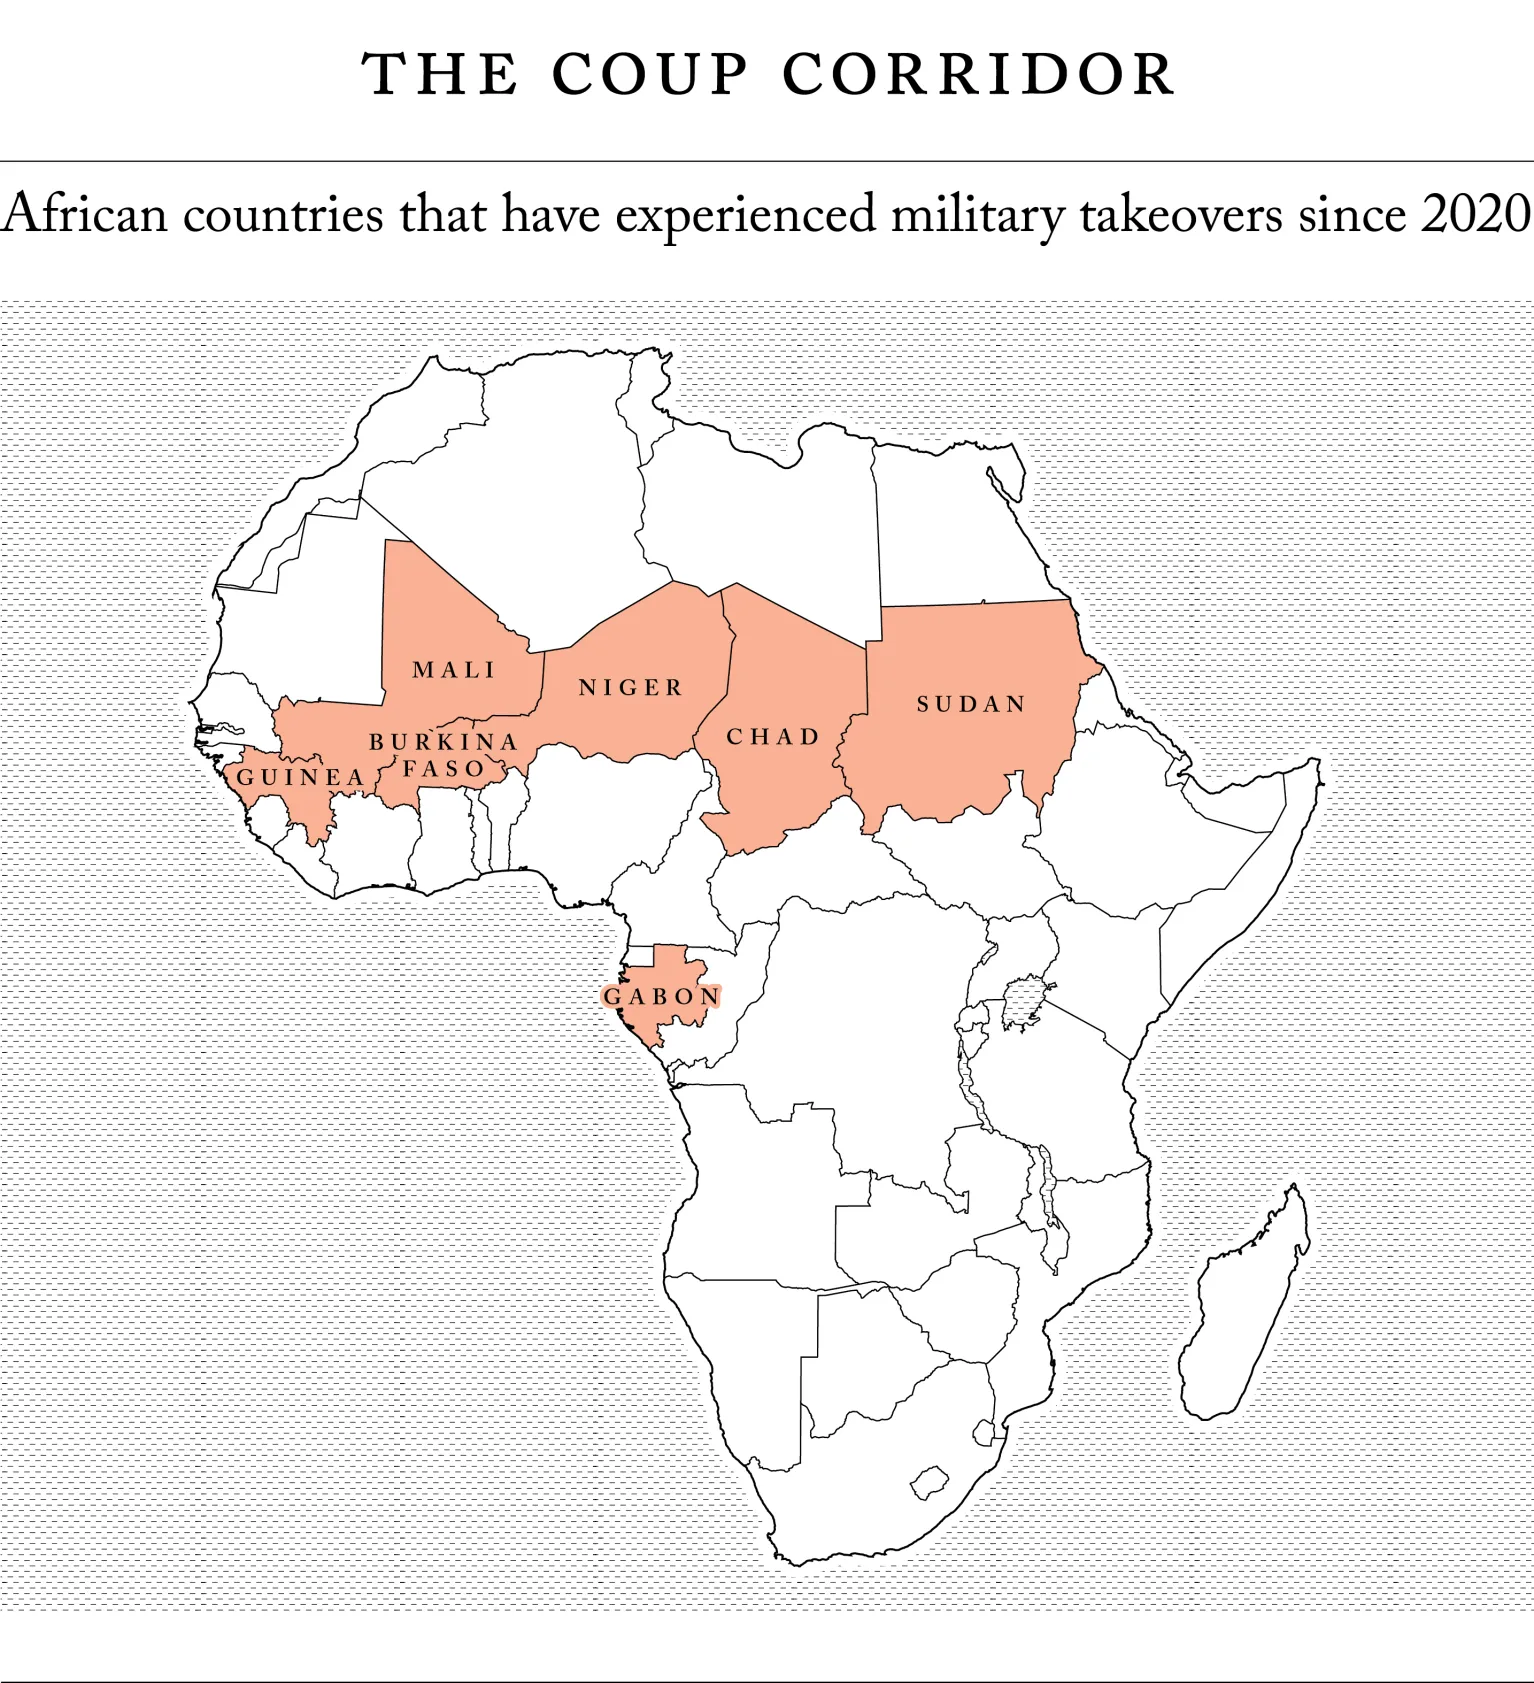 THE COUP CORRIDOR
African countries that have experienced military takeovers since 2020
MALI
NIGER
SUDAN
CHAD
BURKINA
FASO
GUINEA
GABON